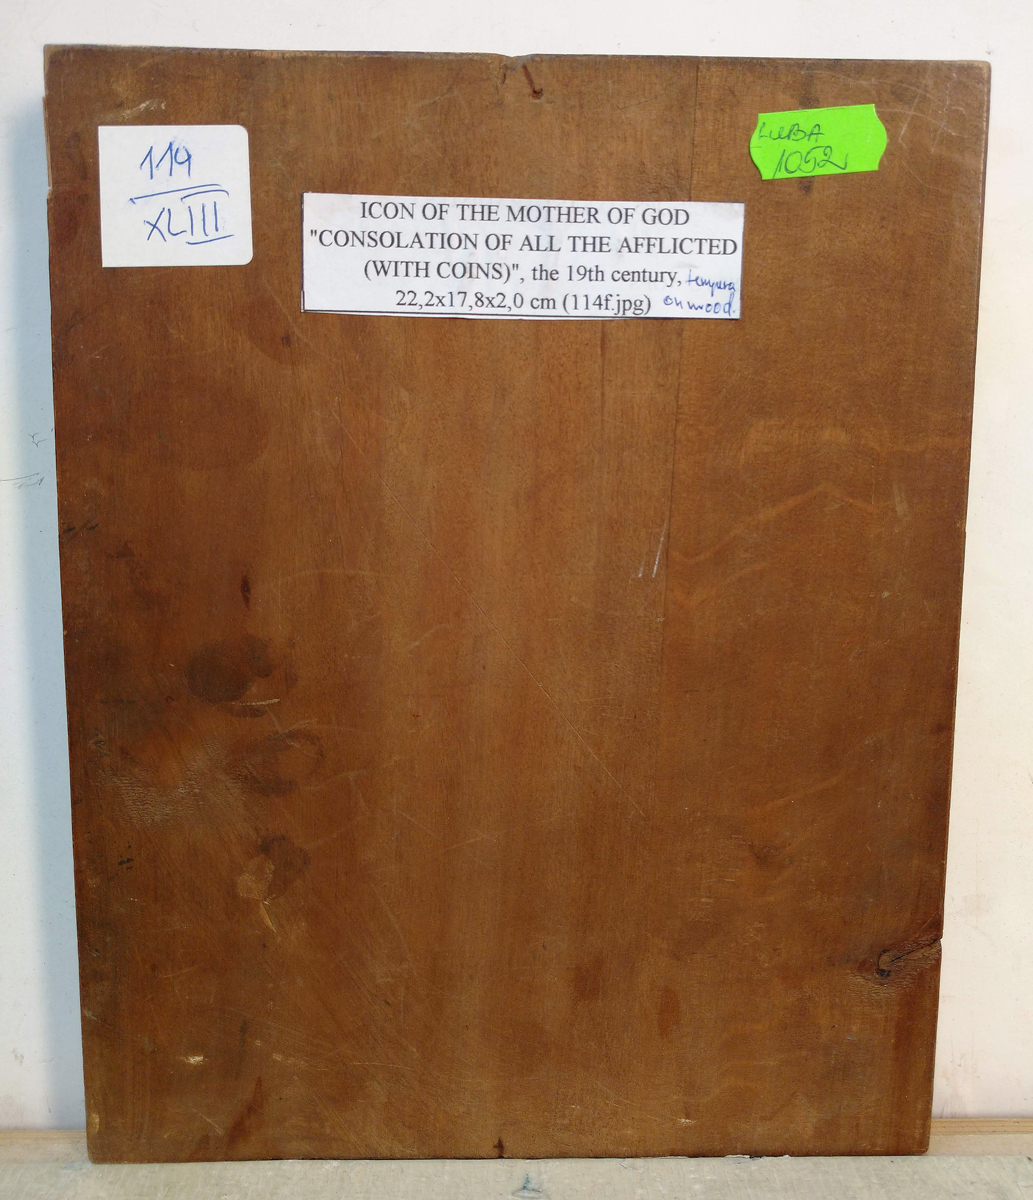 114
XLIII
LUBA
1052
ICON OF THE MOTHER OF GOD
"CONSOLATION OF ALL THE AFFLICTED
(WITH COINS)", the 19th century, tempera
22,2x17,8x2,0 cm (114f.jpg) on wood.